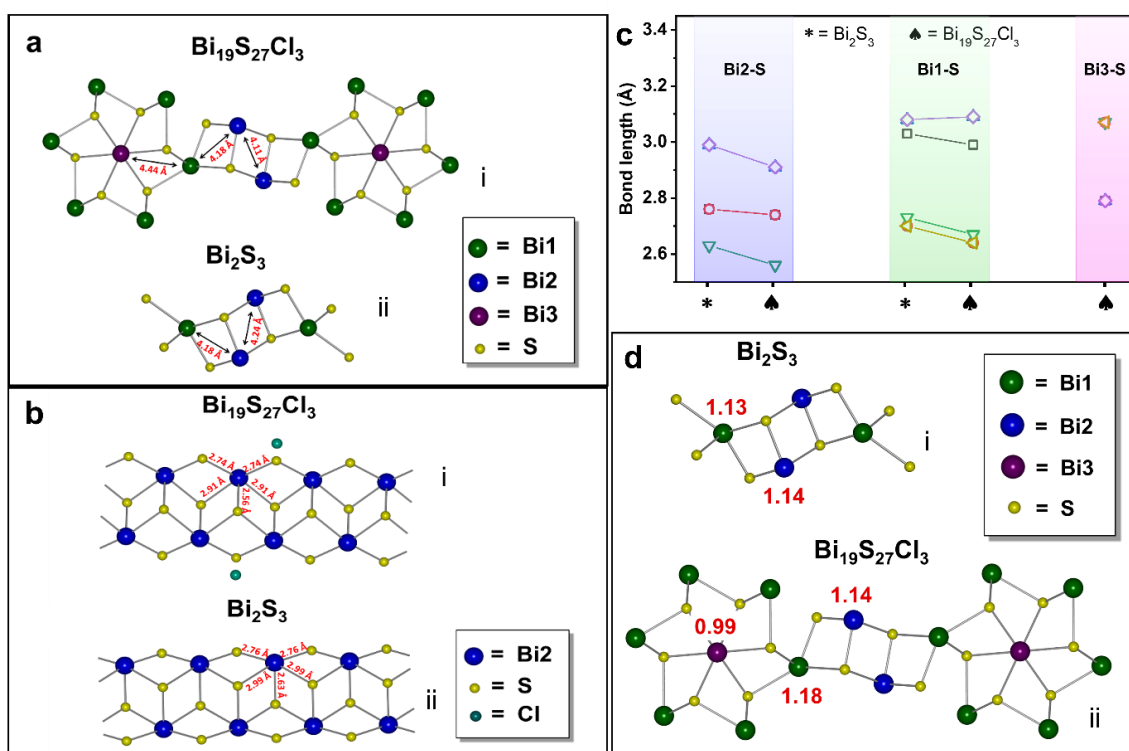 a
Bi19S27Cl3
4.44 Å
4.18 Å
4.11 Å
i
Bi2S3
4.18 Å
4.24 Å
ii
= Bi1
= Bi2
= Bi3
= S
b
Bi19S27Cl3
2.74 Å 2.74 Å
2.91 Å 2.91 Å
2.56 Å
i
Bi2S3
2.76 Å 2.76 Å
2.99 Å 2.99 Å
2.63 Å
ii
= Bi2
= S
= Cl
c
* = Bi2S3 ♠ = Bi19S27Cl3
Bi2-S Bi1-S Bi3-S
Bond length (Å)
3.4
3.2
3.0
2.8
2.6
* ♠ * ♠ ♠
d
Bi2S3
1.13
1.14
i
= Bi1
= Bi2
= Bi3
= S
Bi19S27Cl3
1.14
0.99
1.18
ii